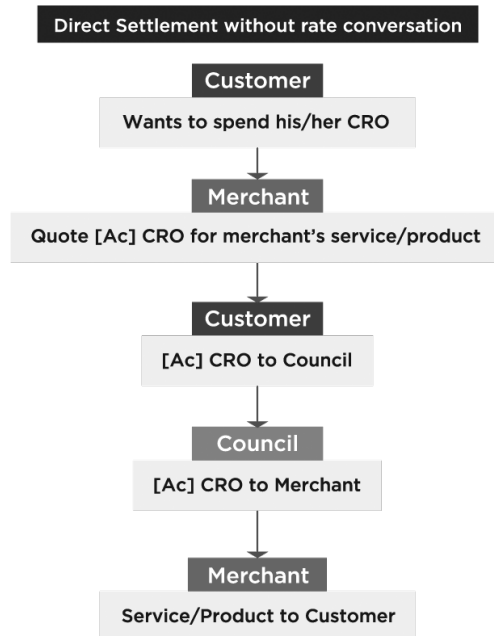 Direct Settlement without rate conversation
Customer
Wants to spend his/her CRO
Merchant
Quote [Ac] CRO for merchant's service/product
Customer
[Ac] CRO to Council
Council
[Ac] CRO to Merchant
Merchant
Service/Product to Customer